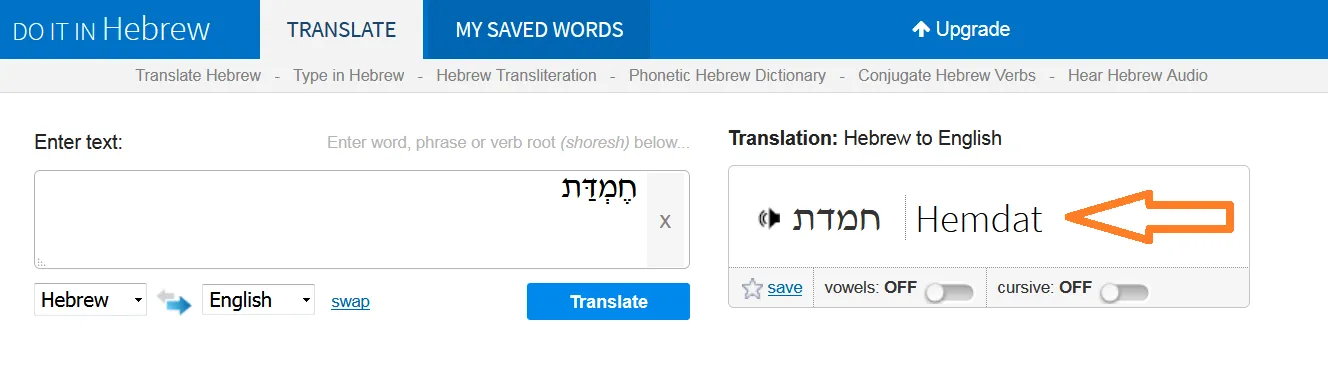 DO IT IN Hebrew TRANSLATE MY SAVED WORDS Upgrade
Translate Hebrew - Type in Hebrew - Hebrew Transliteration - Phonetic Hebrew Dictionary - Conjugate Hebrew Verbs - Hear Hebrew Audio
Enter text: Enter word, phrase or verb root (shoresh) below...
חֶמְדַּת
X
Hebrew English swap Translate
Translation: Hebrew to English
חמדת Hemdat
save vowels: OFF cursive: OFF